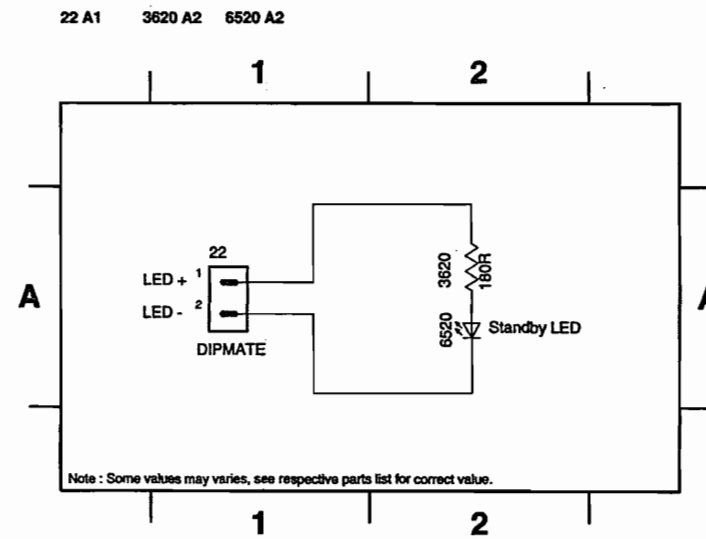 22 A1 3620 A2 6520 A2
1 2
22
LED + 1
LED - 2
DIPMATE
3620
180R
6520
Standby LED
A A
Note : Some values may varies, see respective parts list for correct value.
1 2